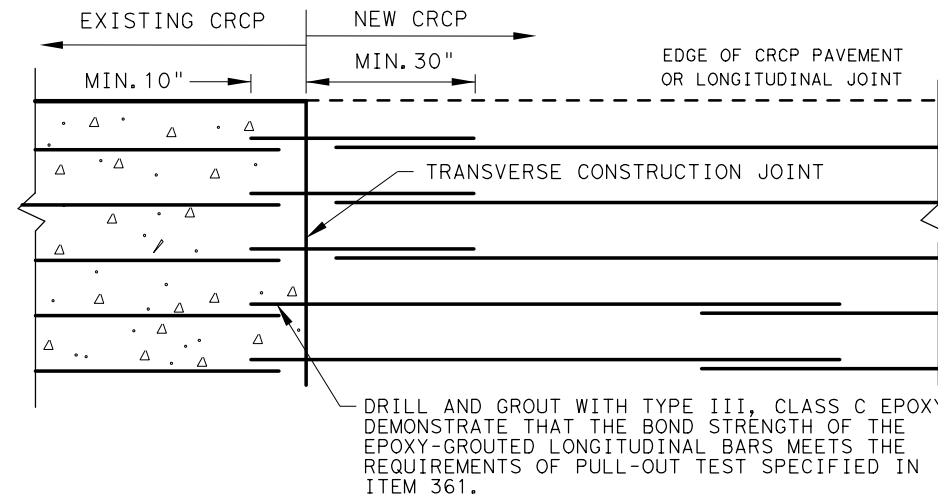 EXISTING CRCP
NEW CRCP
MIN. 10"
MIN. 30"
EDGE OF CRCP PAVEMENT
OR LONGITUDINAL JOINT
TRANSVERSE CONSTRUCTION JOINT
DRILL AND GROUT WITH TYPE III, CLASS C EPOXY
DEMONSTRATE THAT THE BOND STRENGTH OF THE
EPOXY-GROUTED LONGITUDINAL BARS MEETS THE
REQUIREMENTS OF PULL-OUT TEST SPECIFIED IN
ITEM 361.